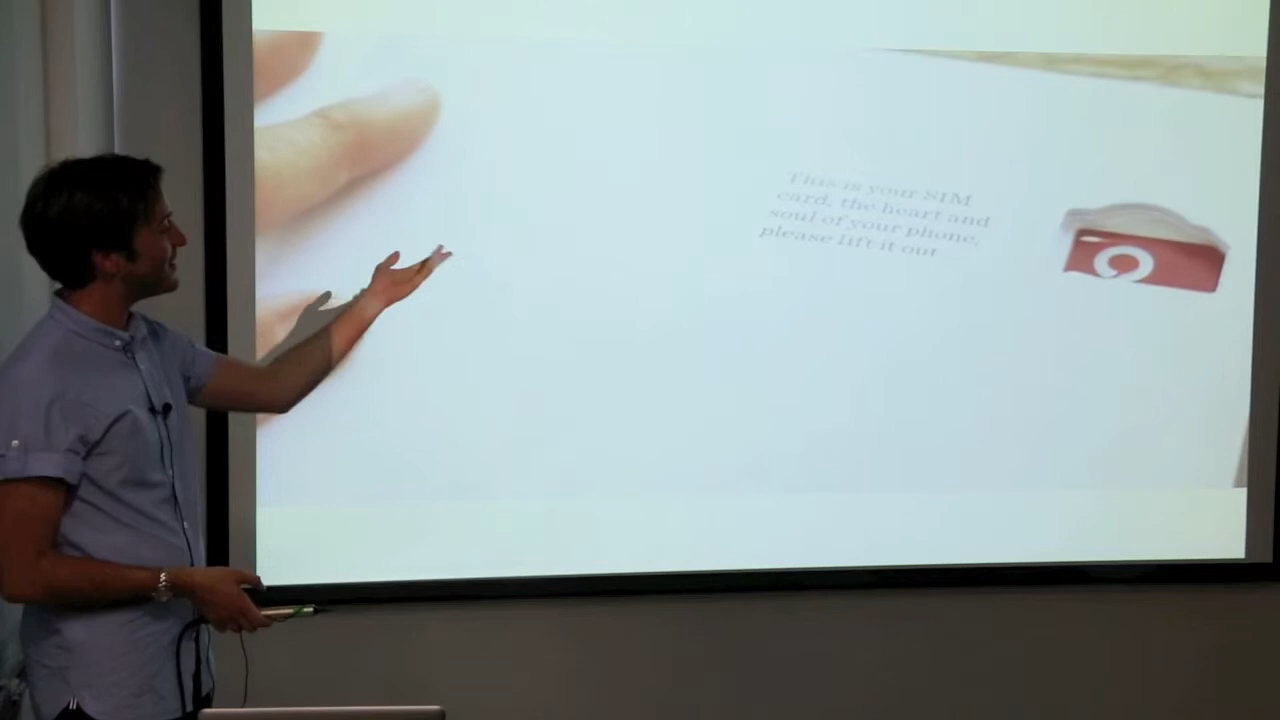 This is your SIM
card, the heart and
soul of your phone,
please lift it out